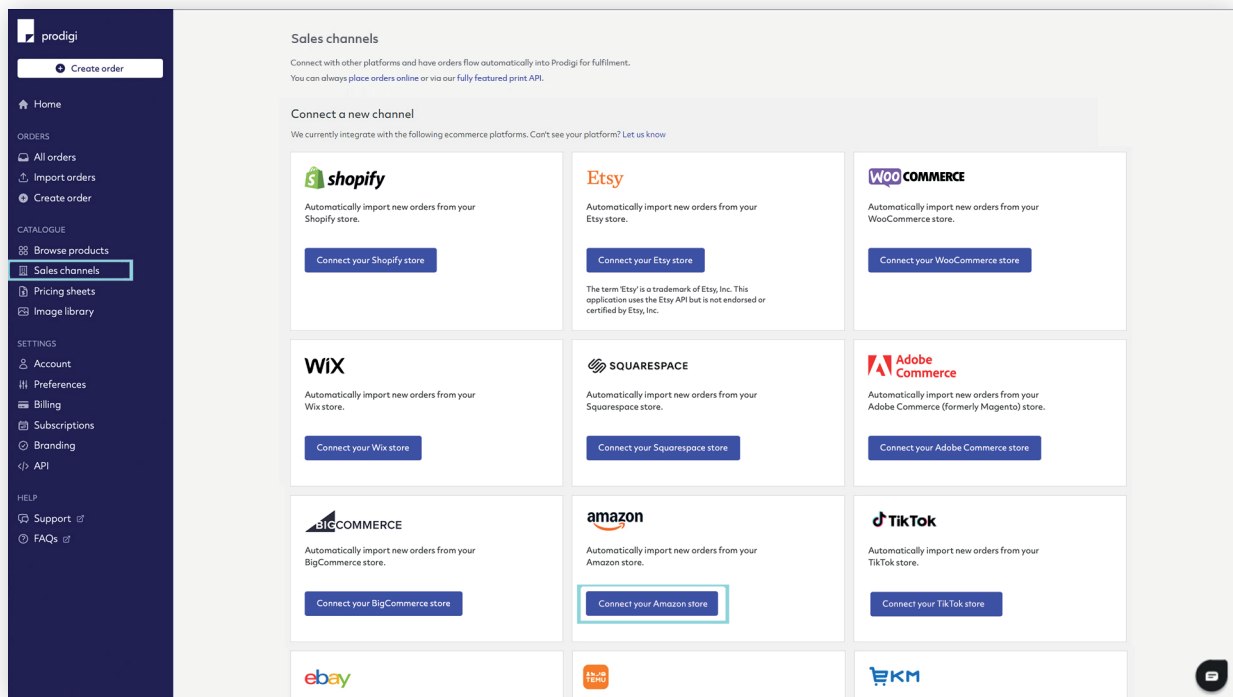 prodigi
Create order
Home
ORDERS
All orders
Import orders
Create order
CATALOGUE
Browse products
Sales channels
Pricing sheets
Image library
SETTINGS
Account
Preferences
Billing
Subscriptions
Branding
API
HELP
Support
FAQs
Sales channels
Connect with other platforms and have orders flow automatically into Prodigi for fulfilment.
You can always place orders online or via our fully featured print API.
Connect a new channel
We currently integrate with the following ecommerce platforms. Can't see your platform? Let us know
shopify
Automatically import new orders from your
Shopify store.
Connect your Shopify store
Etsy
Automatically import new orders from your
Etsy store.
Connect your Etsy store
The term 'Etsy' is a trademark of Etsy, Inc. This
application uses the Etsy API but is not endorsed or
certified by Etsy, Inc.
WOO COMMERCE
Automatically import new orders from your
WooCommerce store.
Connect your WooCommerce store
WiX
Automatically import new orders from your
Wix store.
Connect your Wix store
SQUARESPACE
Automatically import new orders from your
Squarespace store.
Connect your Squarespace store
Adobe
Commerce
Automatically import new orders from your
Adobe Commerce (formerly Magento) store.
Connect your Adobe Commerce store
BIGCOMMERCE
Automatically import new orders from your
BigCommerce store.
Connect your BigCommerce store
amazon
Automatically import new orders from your
Amazon store.
Connect your Amazon store
TikTok
Automatically import new orders from your
TikTok store.
Connect your TikTok store
ebay
TEMU
KM